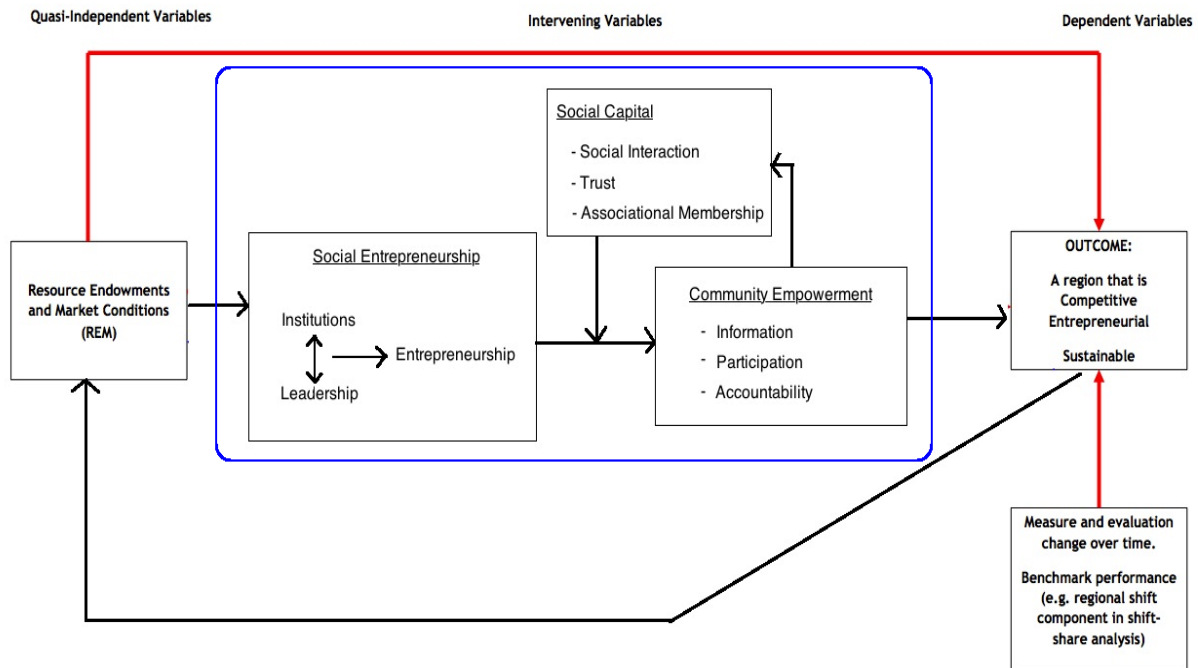 Quasi-Independent Variables
Intervening Variables
Dependent Variables
Social Capital
- Social Interaction
- Trust
- Associational Membership
Social Entrepreneurship
Institutions
Entrepreneurship
Leadership
Resource Endowments
and Market Conditions
(REM)
Community Empowerment
- Information
- Participation
- Accountability
OUTCOME:
A region that is
Competitive
Entrepreneurial
Sustainable
Measure and evaluation
change over time.
Benchmark performance
(e.g. regional shift
component in shift-
share analysis)